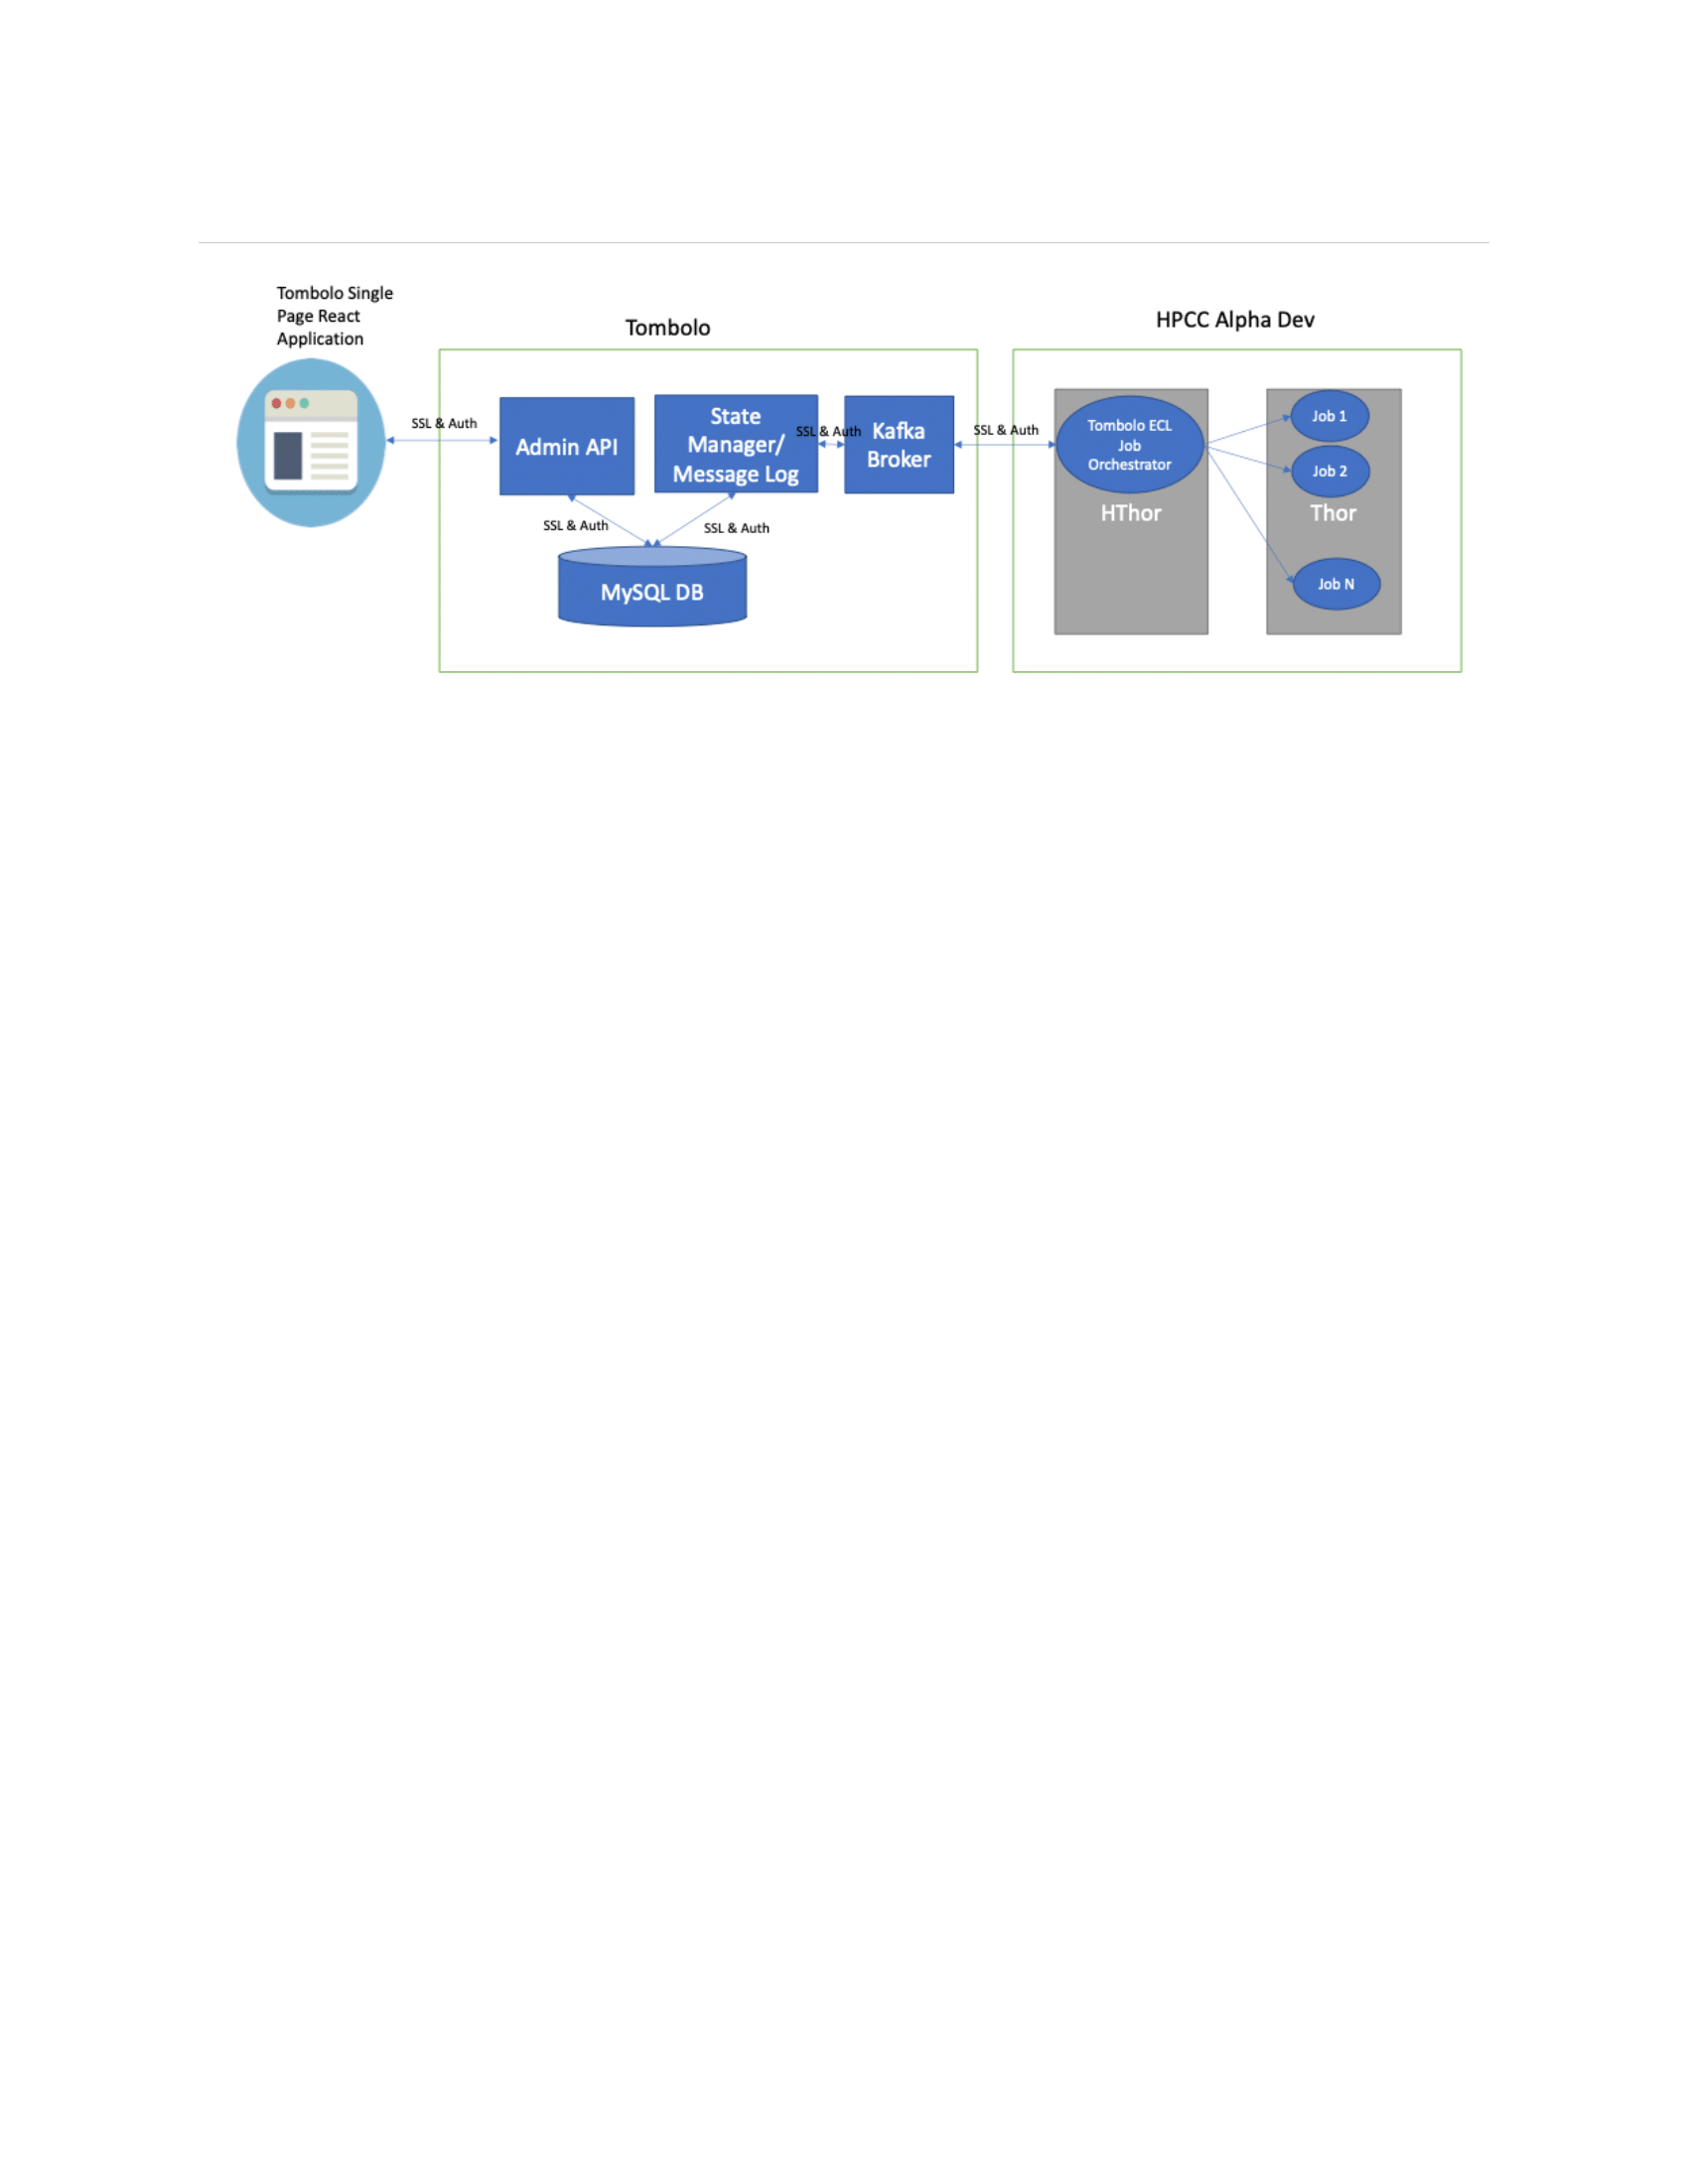 Tombolo Single
Page React
Application
Tombolo
HPCC Alpha Dev
SSL & Auth
Admin API
State
Manager/
Message Log
SSL & Auth
Kafka
Broker
SSL & Auth
Tombolo ECL
Job
Orchestrator
HThor
Job 1
Job 2
Thor
Job N
SSL & Auth
SSL & Auth
MySQL DB